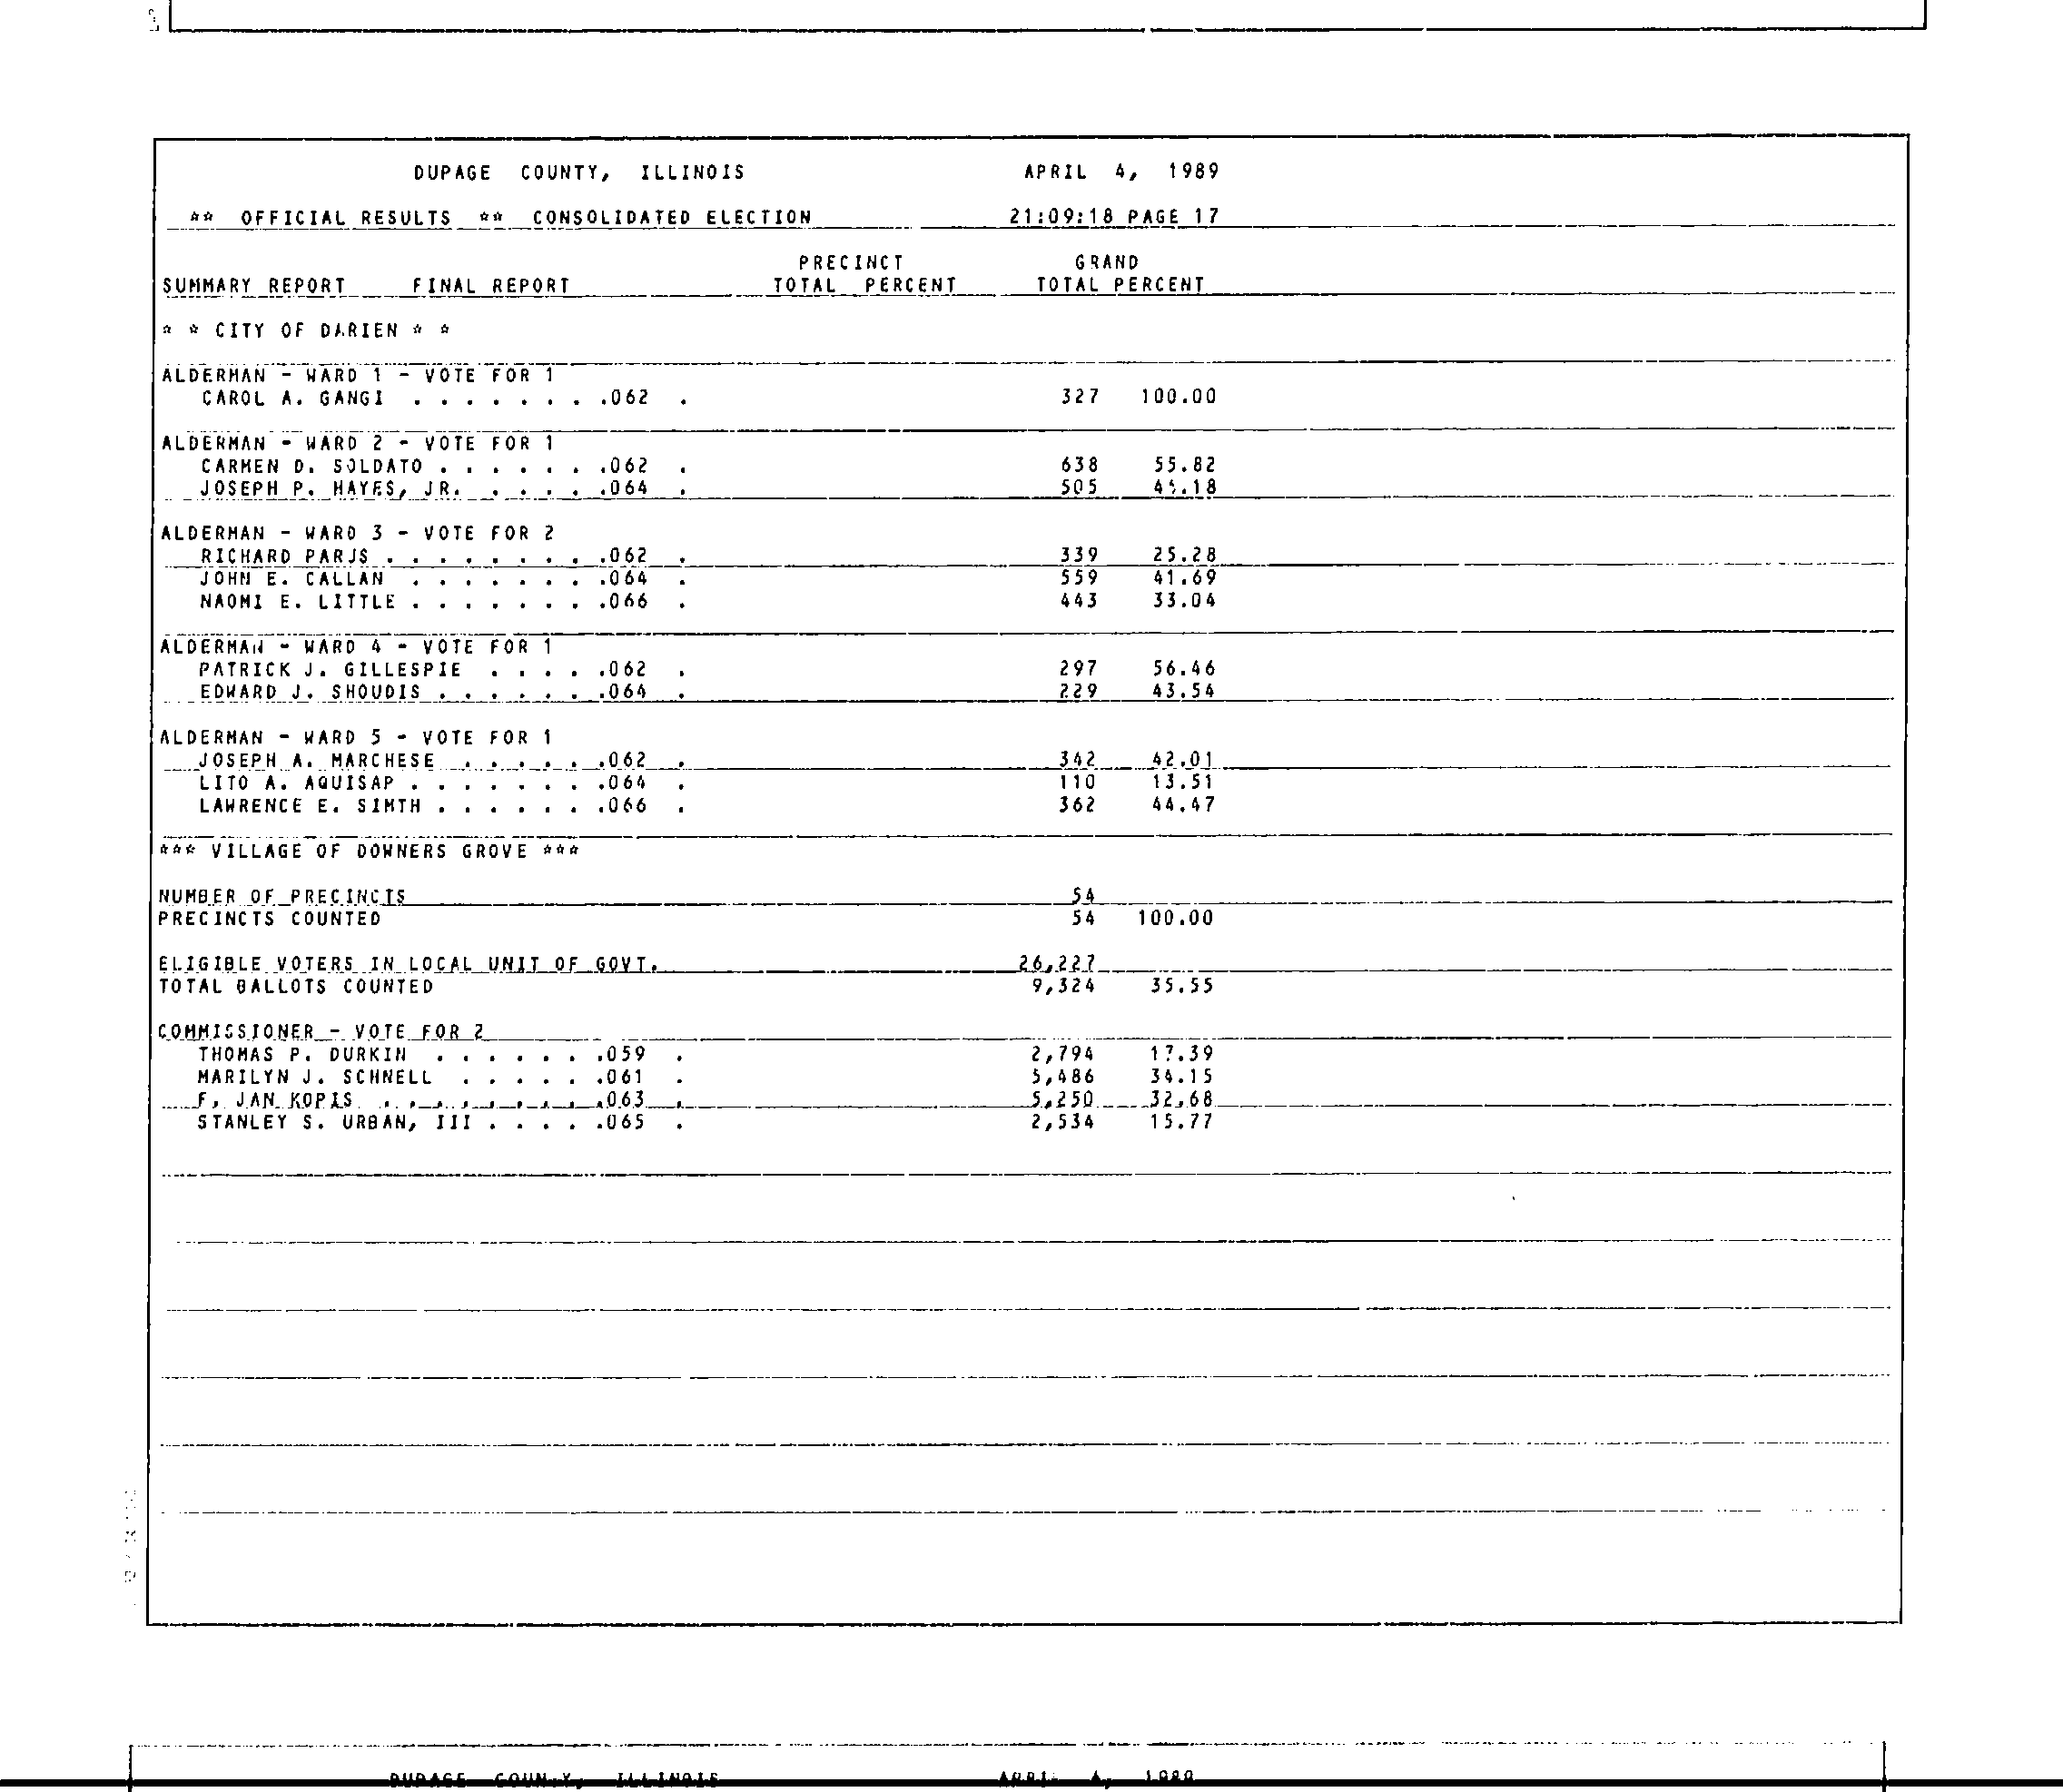 DUPAGE COUNTY, ILLINOIS APRIL 4, 1989
** OFFICIAL RESULTS ** CONSOLIDATED ELECTION 21:09:18 PAGE 17
PRECINCT GRAND
SUMMARY REPORT FINAL REPORT TOTAL PERCENT TOTAL PERCENT
* * CITY OF DARIEN * *
ALDERMAN - WARD 1 - VOTE FOR 1
CAROL A. GANGI . . . . . . . .062 . 327 100.00
ALDERMAN - WARD 2 - VOTE FOR 1
CARMEN D. SOLDATO . . . . . . .062 . 638 55.82
JOSEPH P. HAYES, JR. . . . . .064 . 505 44.18
ALDERMAN - WARD 3 - VOTE FOR 2
RICHARD PARJS . . . . . . . . .062 . 339 25.28
JOHN E. CALLAN . . . . . . . .064 . 559 41.69
NAOMI E. LITTLE . . . . . . . .066 . 443 33.04
ALDERMAN - WARD 4 - VOTE FOR 1
PATRICK J. GILLESPIE . . . . .062 . 297 56.46
EDWARD J. SHOUDIS . . . . . . .064 . 229 43.54
ALDERMAN - WARD 5 - VOTE FOR 1
JOSEPH A. MARCHESE . . . . . .062 . 342 42.01
LITO A. AQUISAP . . . . . . . .064 . 110 13.51
LAWRENCE E. SIMTH . . . . . . .066 . 362 44.47
*** VILLAGE OF DOWNERS GROVE ***
NUMBER OF PRECINCTS 54
PRECINCTS COUNTED 54 100.00
ELIGIBLE VOTERS IN LOCAL UNIT OF GOVT. 26,227
TOTAL BALLOTS COUNTED 9,324 35.55
COMMISSIONER - VOTE FOR 2
THOMAS P. DURKIN . . . . . . .059 . 2,794 17.39
MARILYN J. SCHNELL . . . . . .061 . 5,486 34.15
F. JAN KOPIS . . . . . . . . .063 . 5,250 32.68
STANLEY S. URBAN, III . . . . .065 . 2,534 15.77
DUPAGE COUNTY, ILLINOIS APRIL 4, 1989